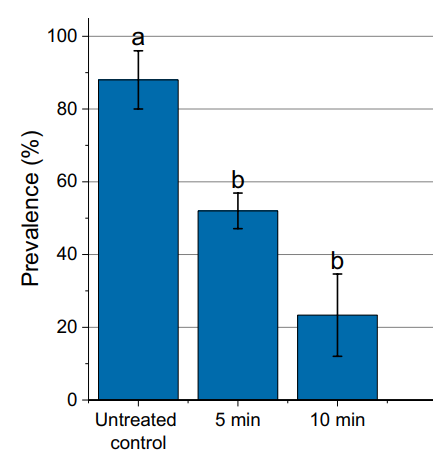 Prevalence (%)
100
80
60
40
20
0
a
b
b
Untreated
control
5 min
10 min